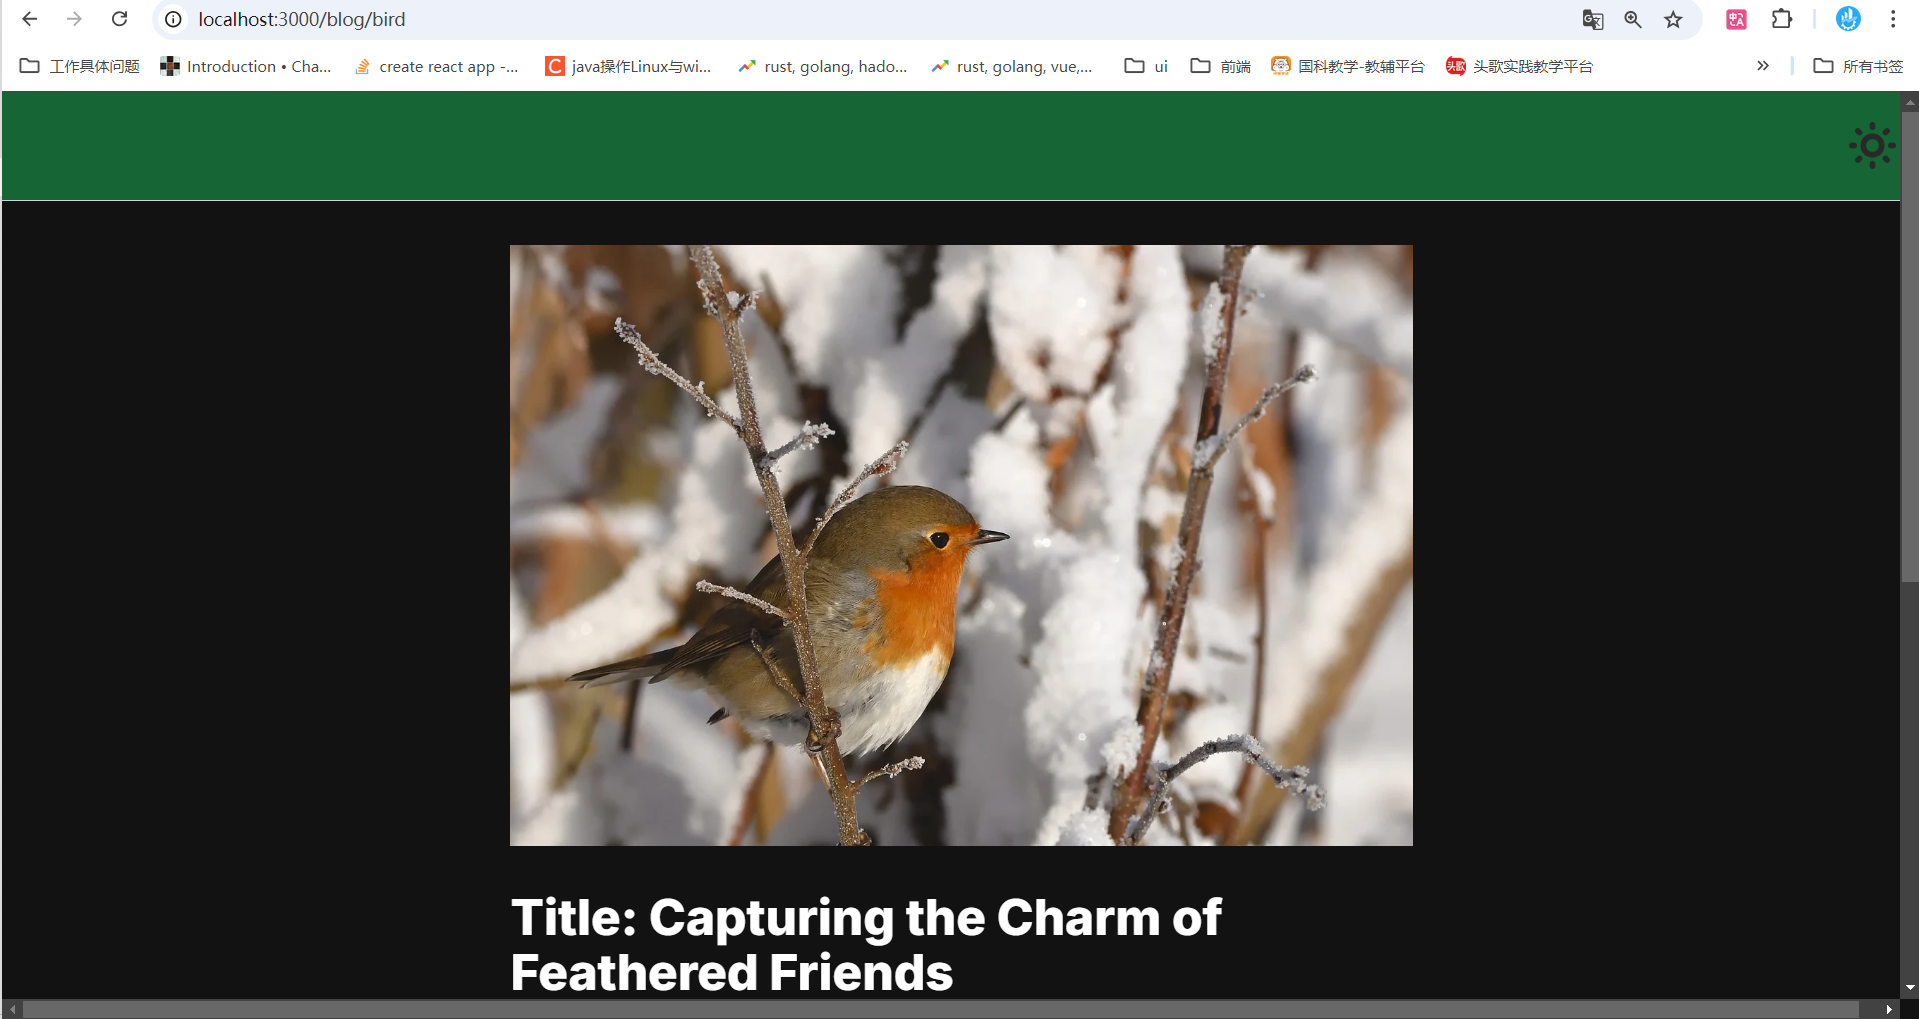 localhost:3000/blog/bird
工作具体问题
Introduction • Cha...
create react app -...
java操作Linux与wi...
rust, golang, hado...
rust, golang, vue,...
ui
前端
国科教学-教辅平台
头歌
头歌实践教学平台
»
所有书签
Title: Capturing the Charm of
Feathered Friends